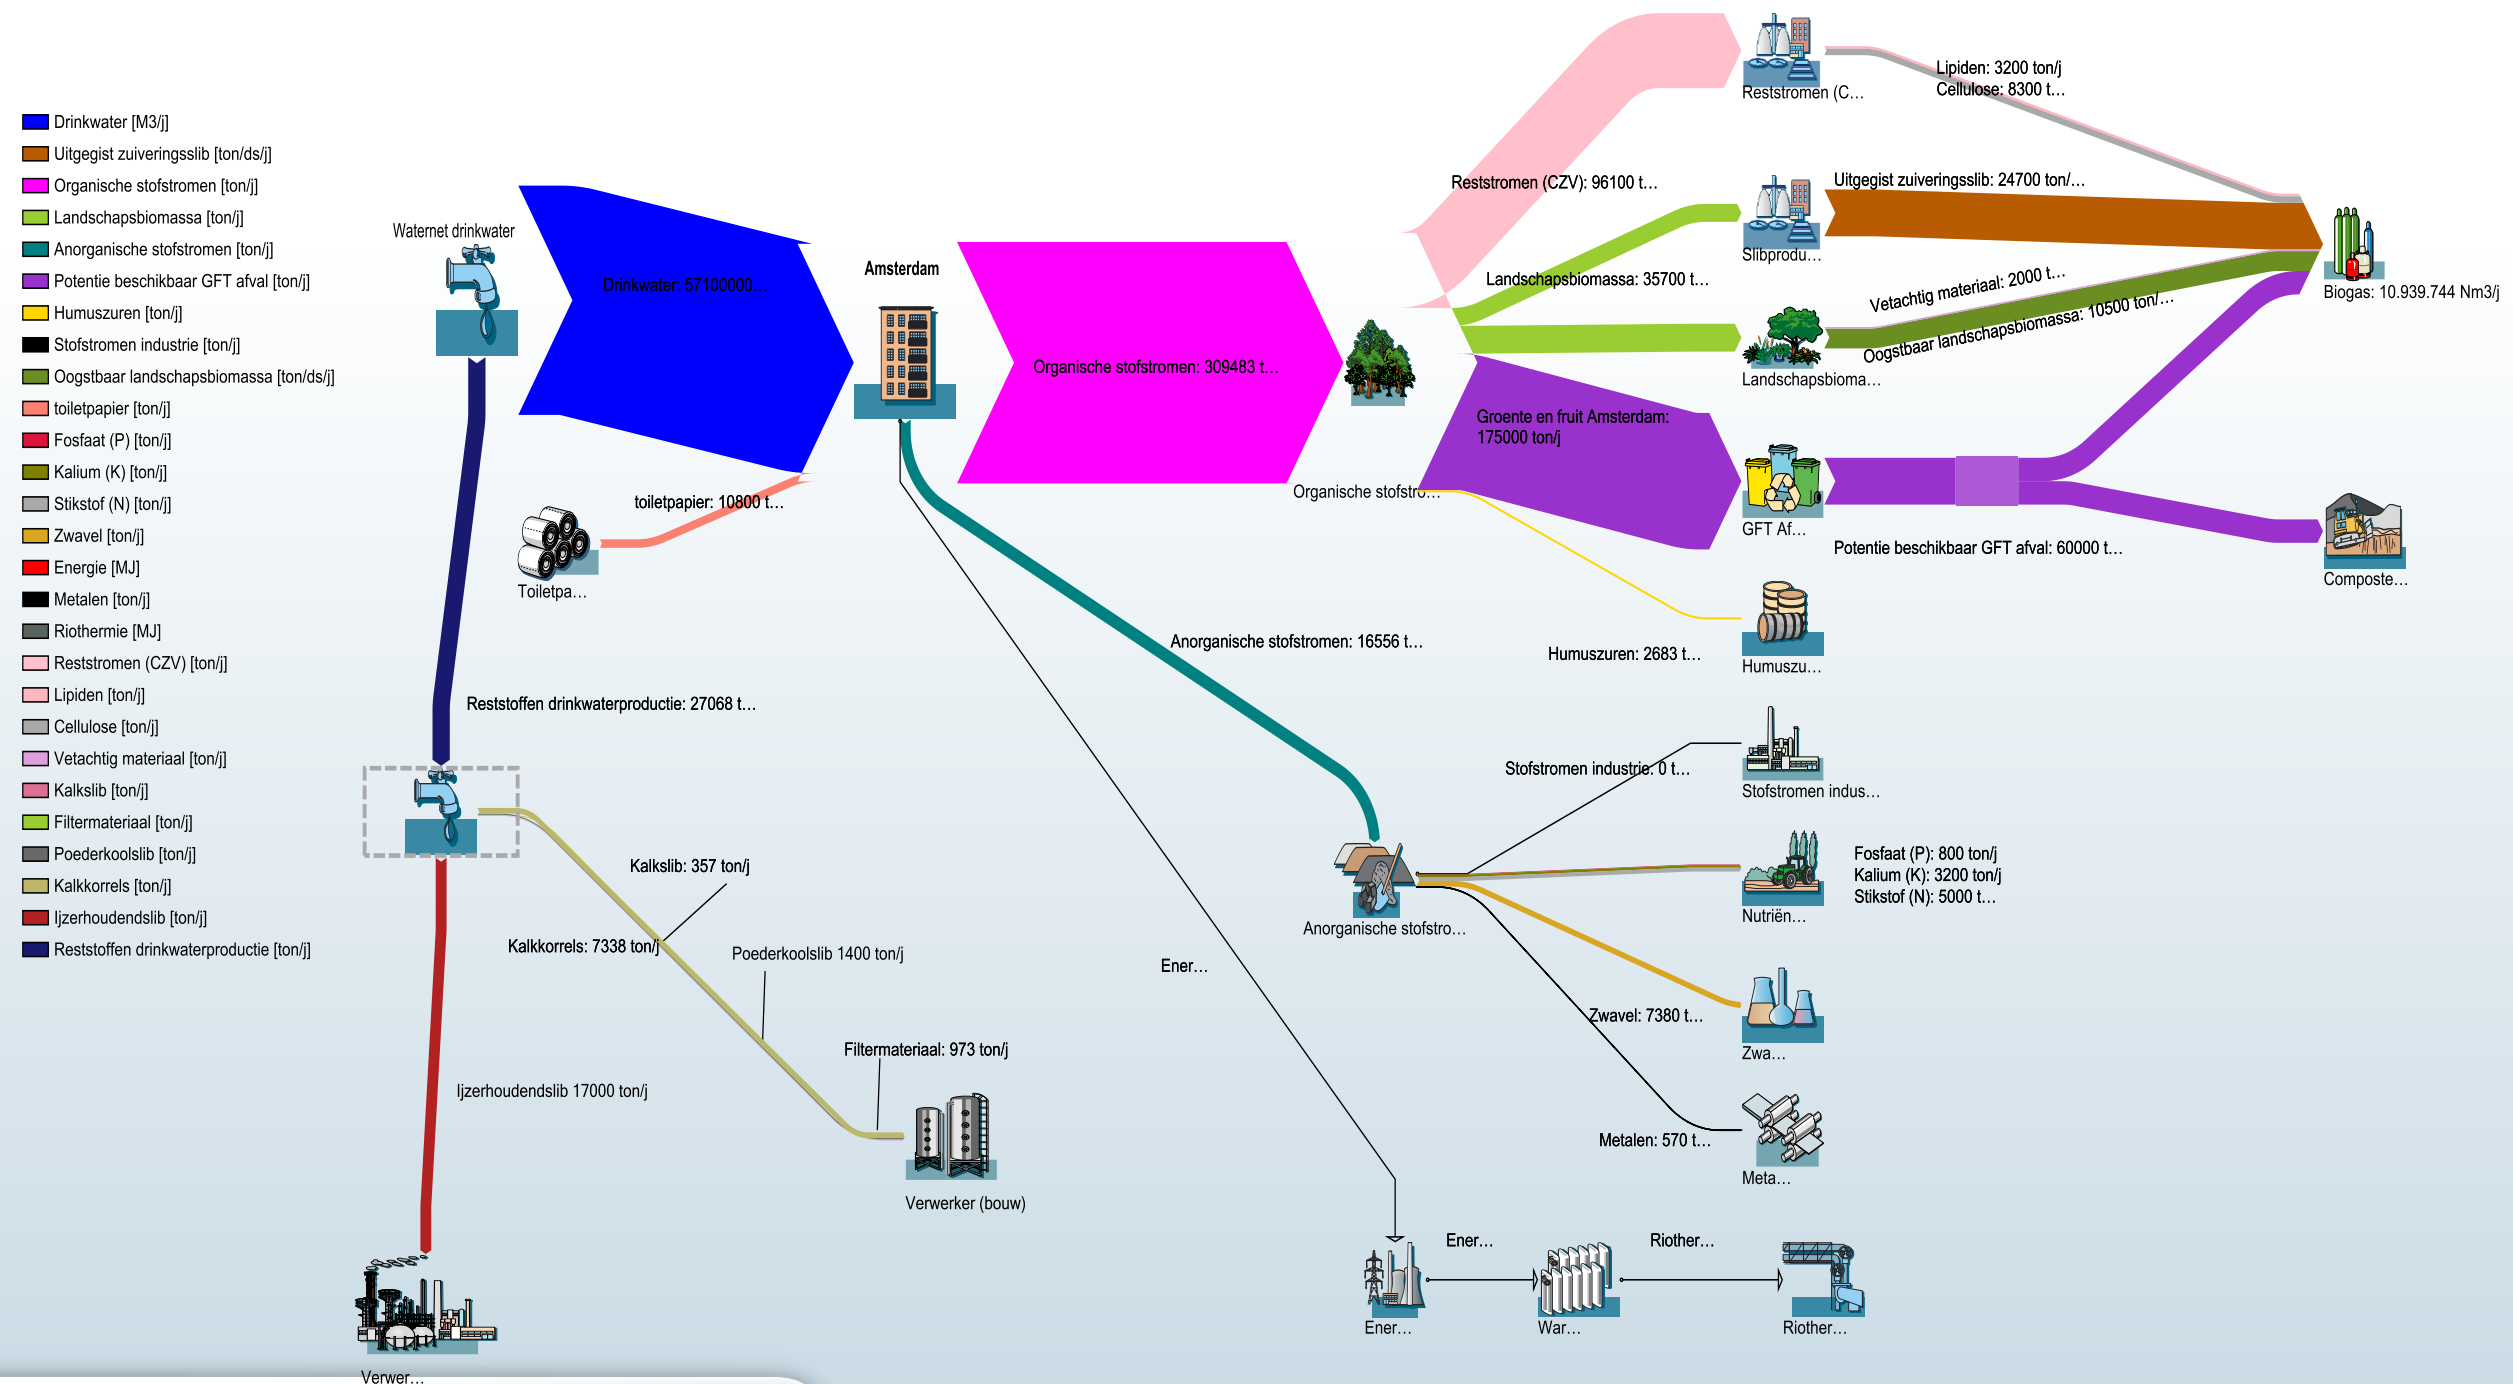 Drinkwater [M3/j]
Uitgegist zuiveringsslib [ton/ds/j]
Organische stofstromen [ton/j]
Landschapsbiomassa [ton/j]
Anorganische stofstromen [ton/j]
Potentie beschikbaar GFT afval [ton/j]
Humuszuren [ton/j]
Stofstromen industrie [ton/j]
Oogstbaar landschapsbiomassa [ton/ds/j]
toiletpapier [ton/j]
Fosfaat (P) [ton/j]
Kalium (K) [ton/j]
Stikstof (N) [ton/j]
Zwavel [ton/j]
Energie [MJ]
Metalen [ton/j]
Riothermie [MJ]
Reststromen (CZV) [ton/j]
Lipiden [ton/j]
Cellulose [ton/j]
Vetachtig materiaal [ton/j]
Kalkslib [ton/j]
Filtermateriaal [ton/j]
Poederkoolslib [ton/j]
Kalkkorrels [ton/j]
Ijzerhoudendslib [ton/j]
Reststoffen drinkwaterproductie [ton/j]
Waternet drinkwater
Drinkwater: 57100000...
Amsterdam
toiletpapier: 10800 t...
Toiletpa...
Organische stofstromen: 309483 t...
Organische stofstro...
Reststromen (CZV): 96100 t...
Reststromen (C...
Lipiden: 3200 ton/j
Cellulose: 8300 t...
Landschapsbiomassa: 35700 t...
Slibprodu...
Uitgegist zuiveringsslib: 24700 ton/...
Landschapsbioma...
Vetachtig materiaal: 2000 t...
Oogstbaar landschapsbiomassa: 10500 ton/...
Biogas: 10.939.744 Nm3/j
Groente en fruit Amsterdam:
175000 ton/j
GFT Af...
Potentie beschikbaar GFT afval: 60000 t...
Composte...
Humuszuren: 2683 t...
Humuszu...
Anorganische stofstromen: 16556 t...
Anorganische stofstro...
Stofstromen industrie: 0 t...
Stofstromen indus...
Fosfaat (P): 800 ton/j
Kalium (K): 3200 ton/j
Stikstof (N): 5000 t...
Nutriën...
Zwavel: 7380 t...
Zwa...
Metalen: 570 t...
Meta...
Reststoffen drinkwaterproductie: 27068 t...
Kalkslib: 357 ton/j
Kalkkorrels: 7338 ton/j
Poederkoolslib 1400 ton/j
Filtermateriaal: 973 ton/j
Verwerker (bouw)
Ijzerhoudendslib 17000 ton/j
Verwer...
Ener...
Ener...
Ener...
War...
Riother...
Riother...